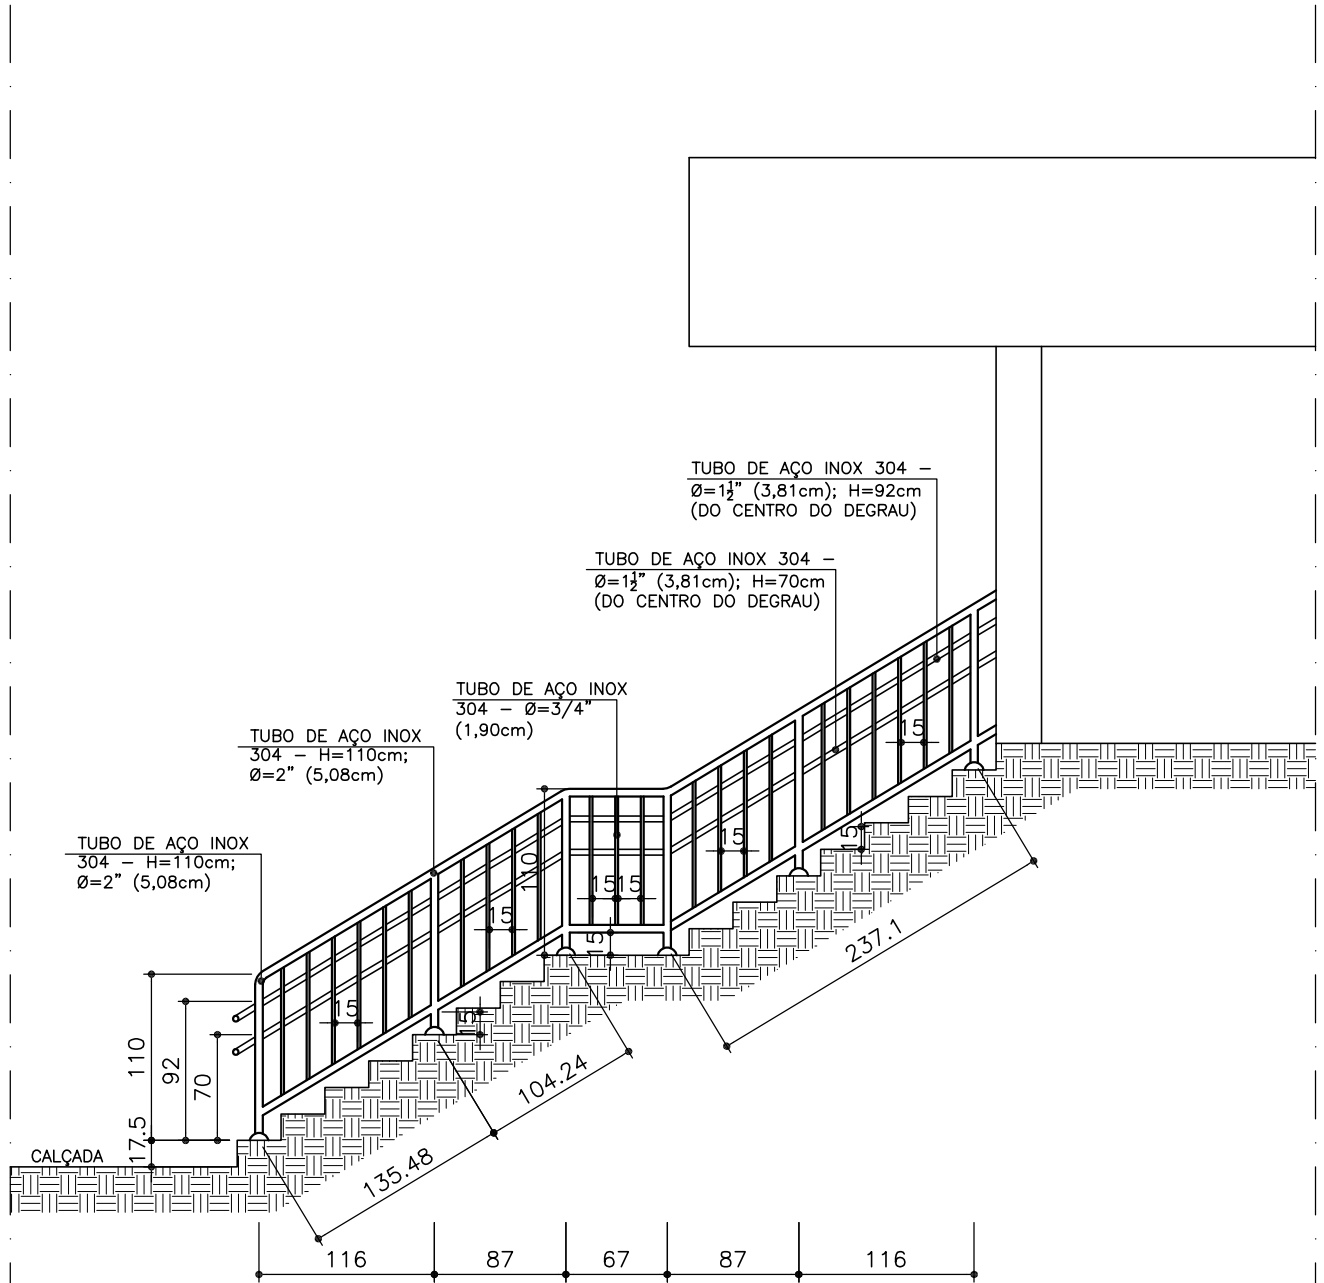 TUBO DE AÇO INOX 304 –
Ø=1½" (3,81cm); H=92cm
(DO CENTRO DO DEGRAU)
TUBO DE AÇO INOX 304 –
Ø=1½" (3,81cm); H=70cm
(DO CENTRO DO DEGRAU)
TUBO DE AÇO INOX
304 – Ø=3/4"
(1,90cm)
TUBO DE AÇO INOX
304 – H=110cm;
Ø=2" (5,08cm)
TUBO DE AÇO INOX
304 – H=110cm;
Ø=2" (5,08cm)
15
15
15
110
15 15
15
15
15
15
237.1
104.24
135.48
110
92
70
17.5
CALÇADA
116
87
67
87
116